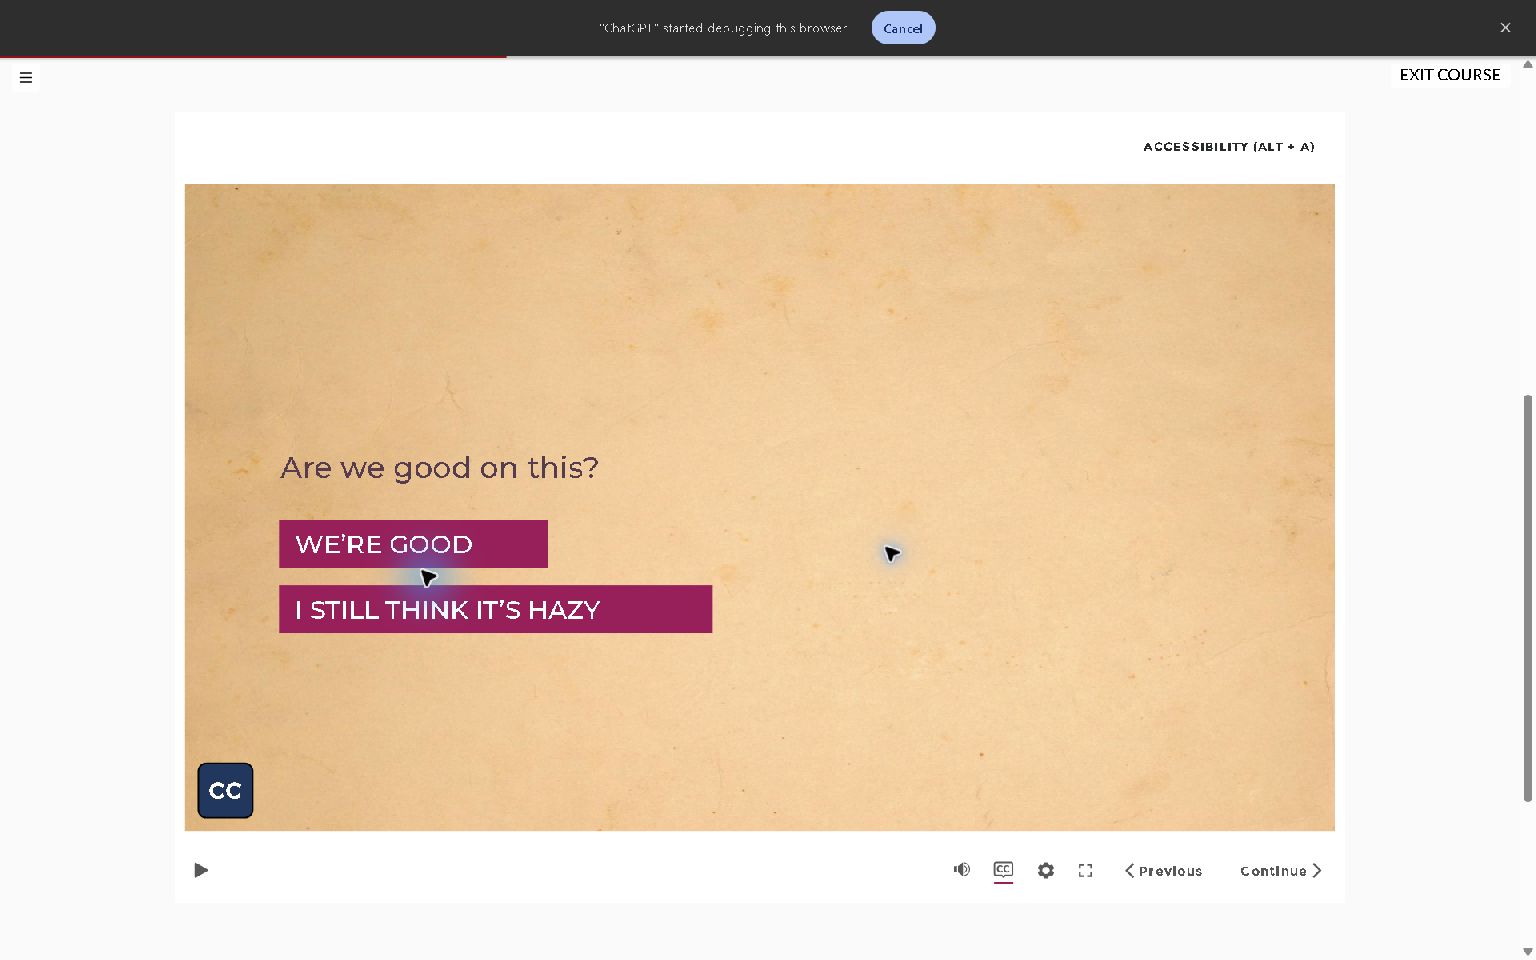 "ChatGPT" started debugging this browser
Cancel
EXIT COURSE
ACCESSIBILITY (ALT + A)
Are we good on this?
WE'RE GOOD
I STILL THINK IT'S HAZY
CC
CC
Previous
Continue